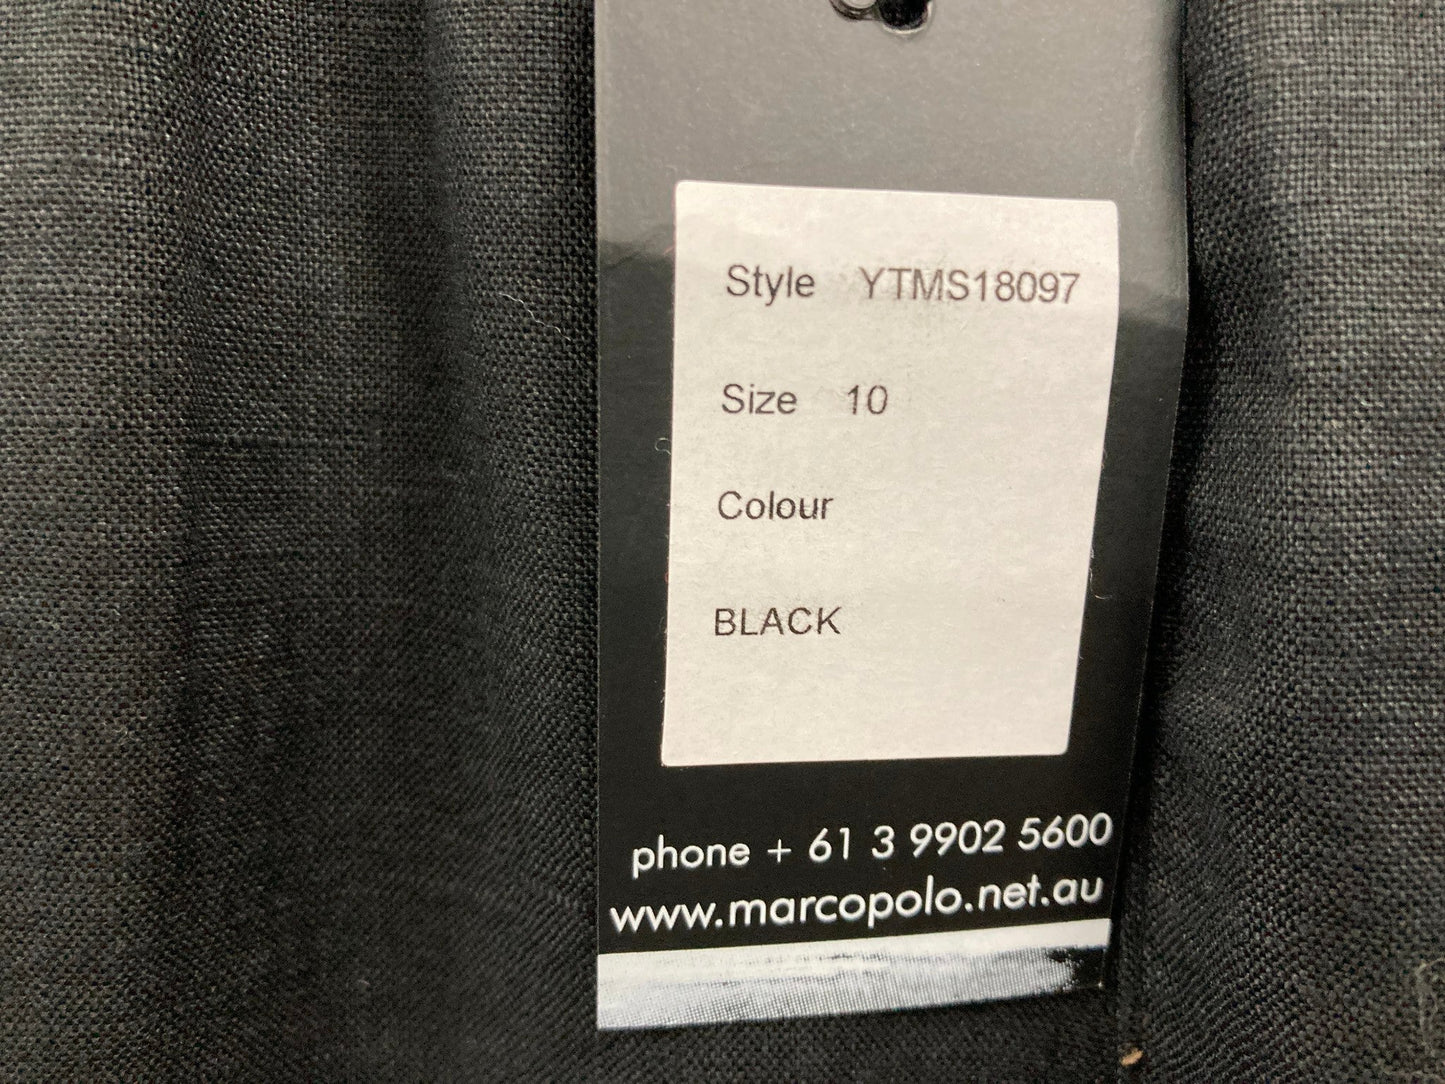 Style YTMS18097
Size 10
Colour
BLACK
phone + 61 3 9902 5600
www.marcopolo.net.au